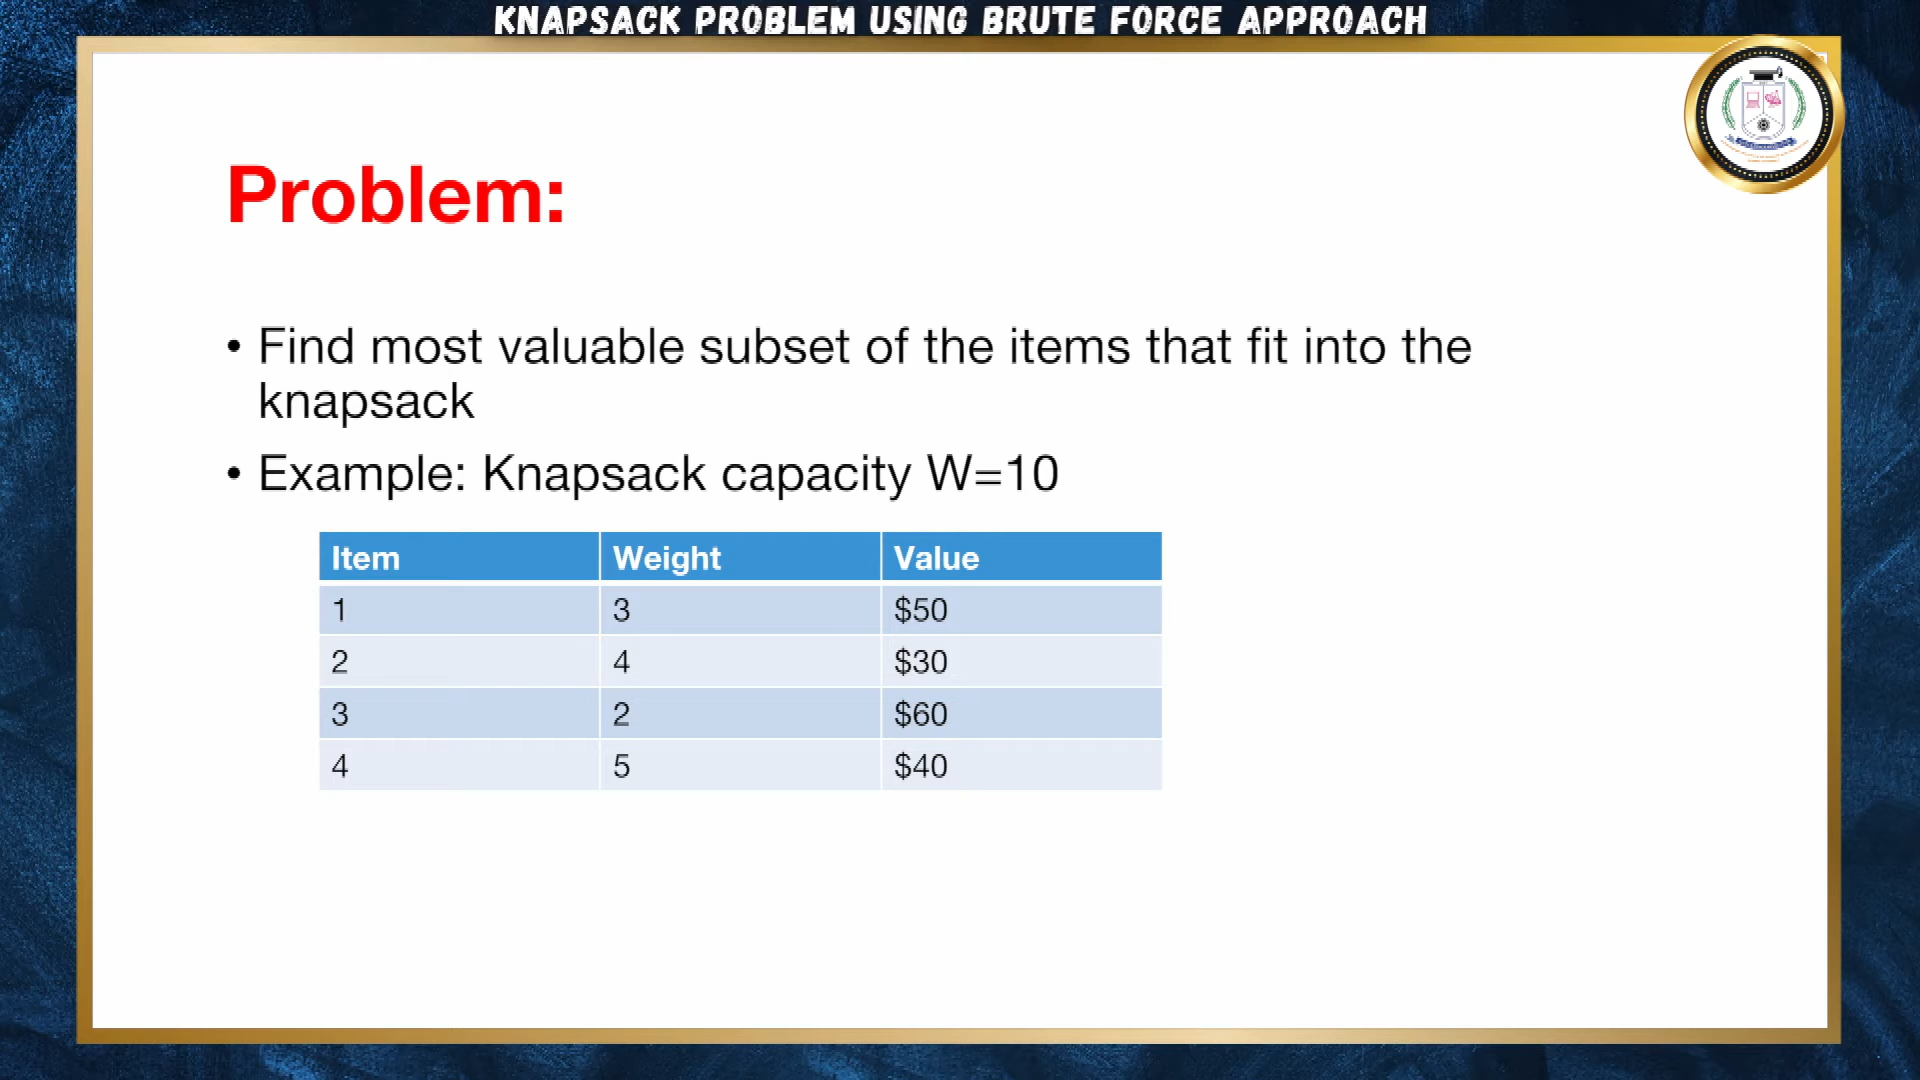 KNAPSACK PROBLEM USING BRUTE FORCE APPROACH
Problem:
• Find most valuable subset of the items that fit into the
knapsack
• Example: Knapsack capacity W=10
Item Weight Value
1 3 $50
2 4 $30
3 2 $60
4 5 $40